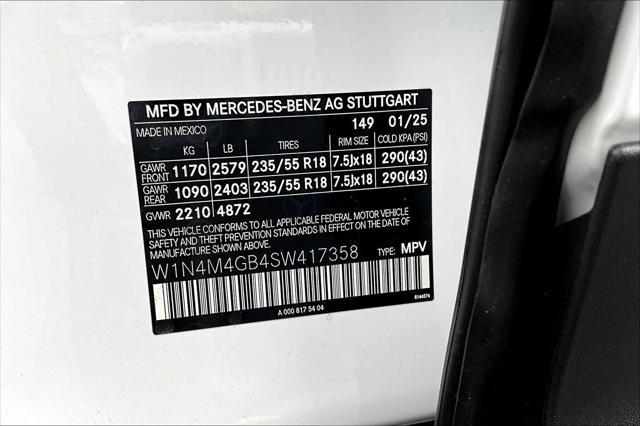 MFD BY MERCEDES-BENZ AG STUTTGART
MADE IN MEXICO 149 01/25
KG LB TIRES RIM SIZE COLD KPA(PSI)
GAWR FRONT 1170 2579 235/55 R18 7.5Jx18 290(43)
GAWR REAR 1090 2403 235/55 R18 7.5Jx18 290(43)
GVWR 2210 4872
THIS VEHICLE CONFORMS TO ALL APPLICABLE FEDERAL MOTOR VEHICLE
SAFETY AND THEFT PREVENTION STANDARDS IN EFFECT ON THE DATE OF
MANUFACTURE SHOWN ABOVE.
W1N4M4GB4SW417358 TYPE: MPV
A 000 817 54 04